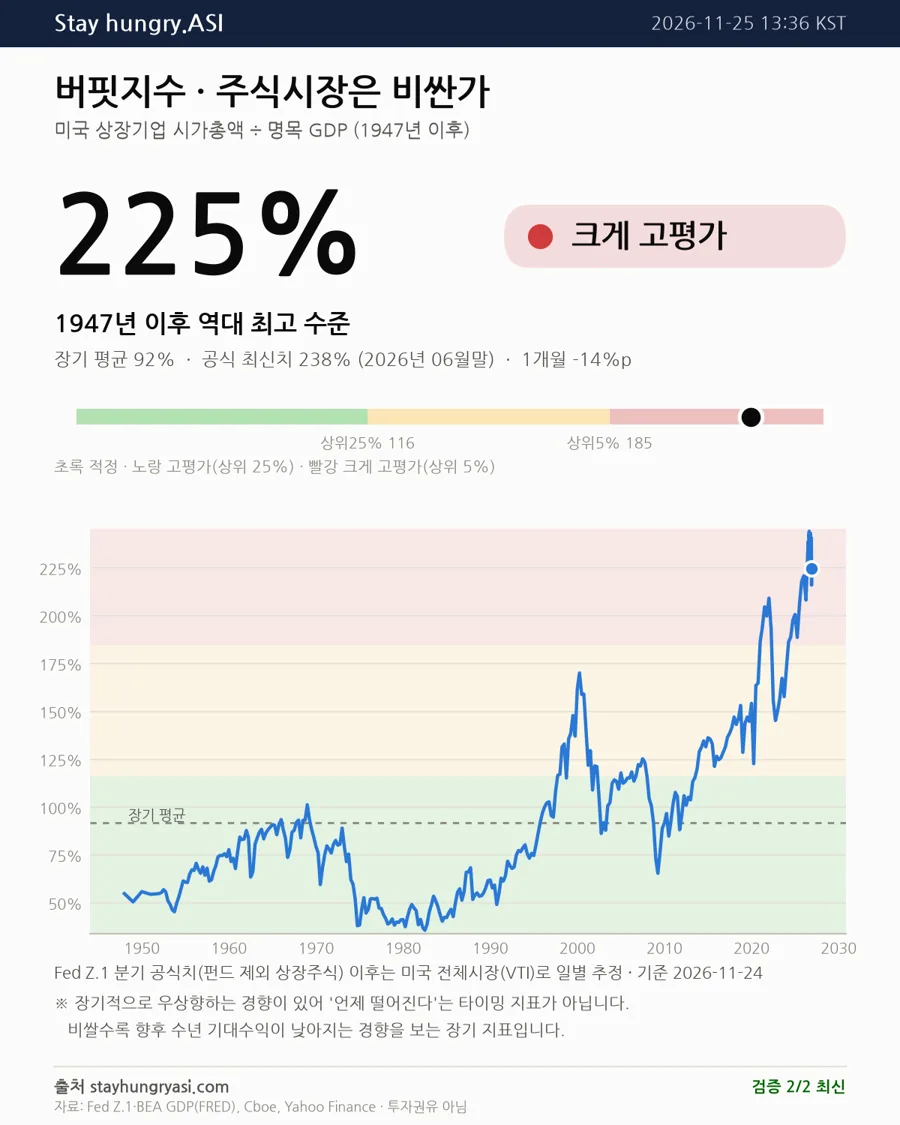 Stay hungry.ASI 2026-11-25 13:36 KST
버핏지수 · 주식시장은 비싼가
미국 상장기업 시가총액 ÷ 명목 GDP (1947년 이후)
225%
크게 고평가
1947년 이후 역대 최고 수준
장기 평균 92% · 공식 최신치 238% (2026년 06월말) · 1개월 -14%p
상위25% 116 상위5% 185
초록 적정 · 노랑 고평가(상위 25%) · 빨강 크게 고평가(상위 5%)
225%
200%
175%
150%
125%
100%
장기 평균
75%
50%
1950 1960 1970 1980 1990 2000 2010 2020 2030
Fed Z.1 분기 공식치(펀드 제외 상장주식) 이후는 미국 전체시장(VTI)로 일별 추정 · 기준 2026-11-24
※ 장기적으로 우상향하는 경향이 있어 '언제 떨어진다'는 타이밍 지표가 아닙니다.
비쌀수록 향후 수년 기대수익이 낮아지는 경향을 보는 장기 지표입니다.
출처 stayhungryasi.com 검증 2/2 최신
자료: Fed Z.1·BEA GDP(FRED), Cboe, Yahoo Finance · 투자권유 아님